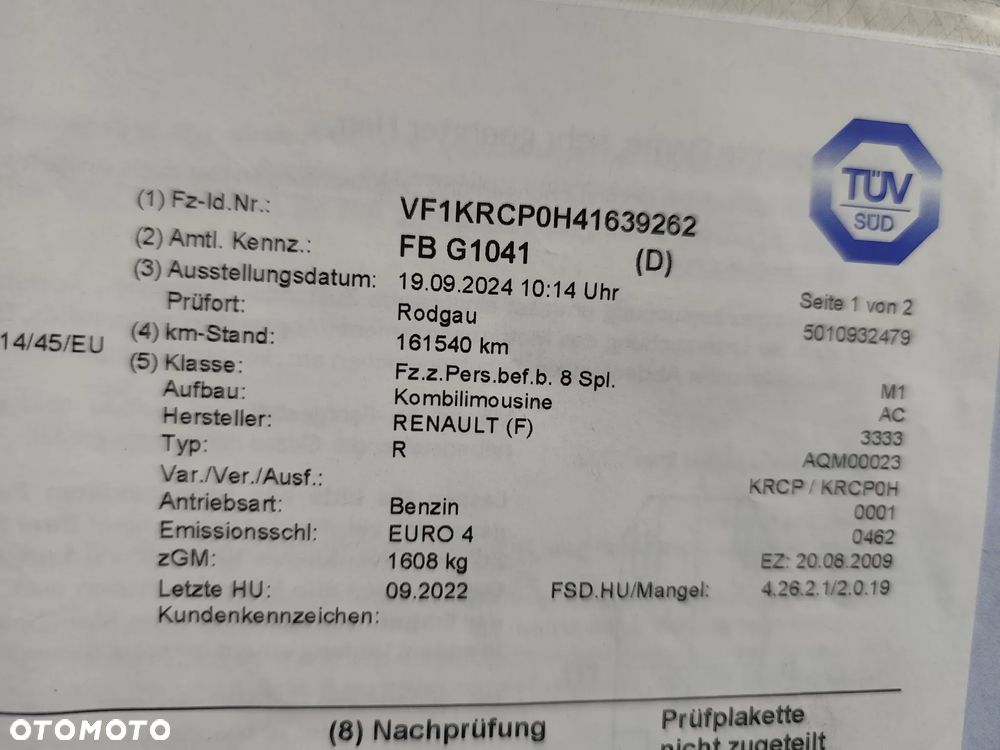 TÜV
SÜD
(1) Fz-Id.Nr.: VF1KRCP0H41639262
(2) Amtl. Kennz.: FB G1041 (D)
(3) Ausstellungsdatum: 19.09.2024 10:14 Uhr Seite 1 von 2
Prüfort: Rodgau 5010932479
14/45/EU (4) km-Stand: 161540 km
(5) Klasse: Fz.z.Pers.bef.b. 8 Spl. M1
Aufbau: Kombilimousine AC
Hersteller: RENAULT (F) 3333
Typ: R AQM00023
Var./Ver./Ausf.: KRCP / KRCP0H
Antriebsart: Benzin 0001
Emissionsschl: EURO 4 0462
zGM: 1608 kg EZ: 20.08.2009
Letzte HU: 09.2022 FSD.HU/Mangel: 4.26.2.1/2.0.19
Kundenkennzeichen:
(8) Nachprüfung Prüfplakette
nicht zugeteilt
OTOMOTO